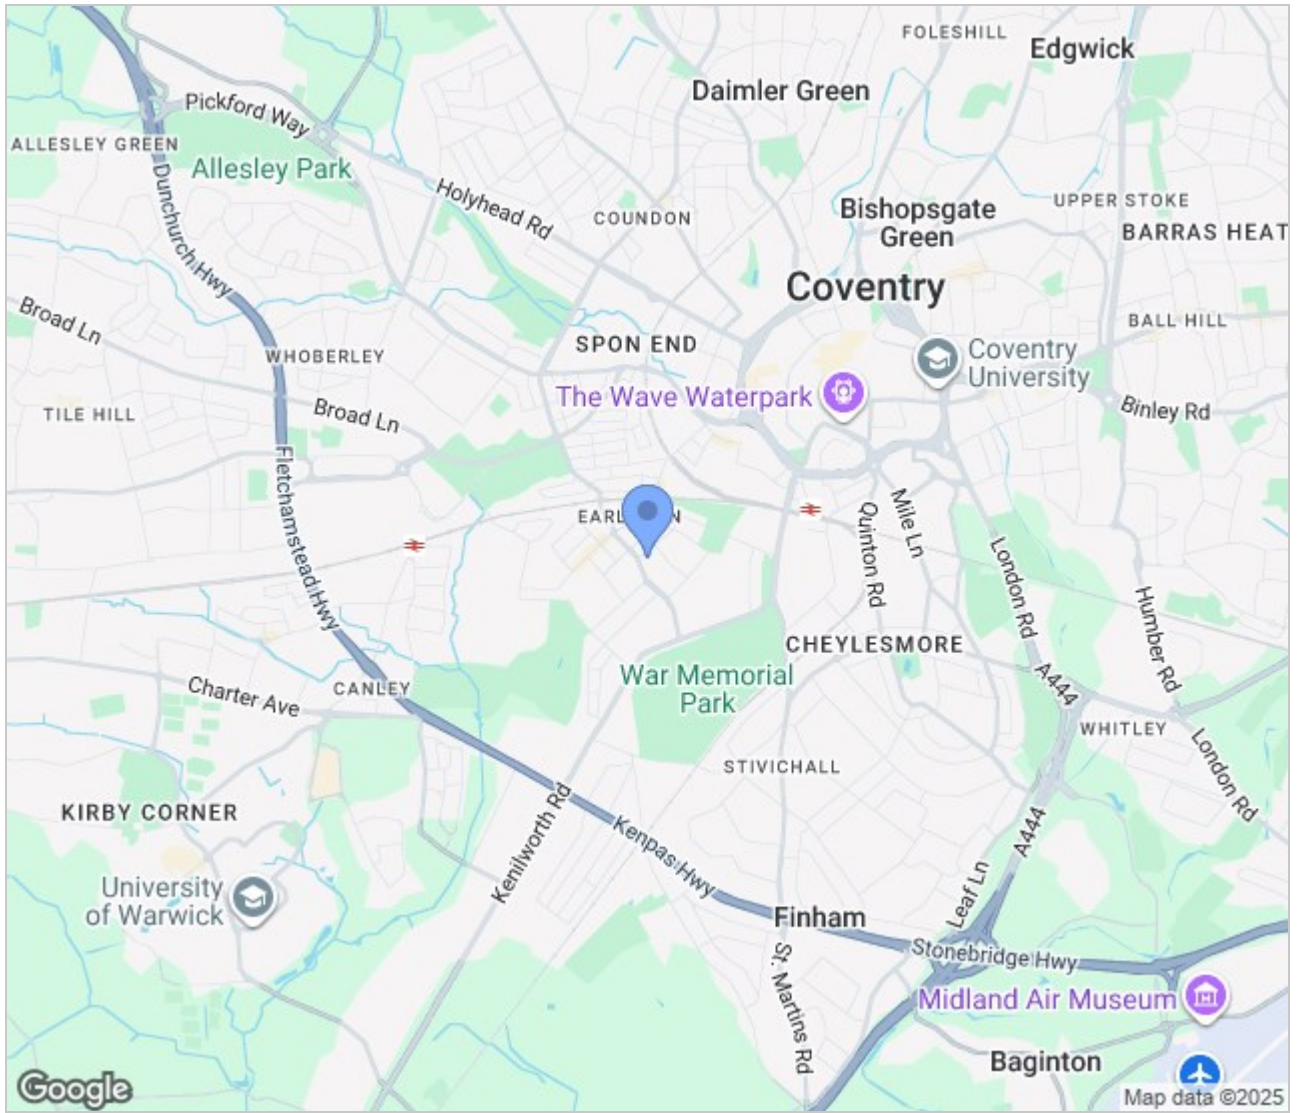 FOLESHILL
Edgwick
Daimler Green
Pickford Way
ALLESLEY GREEN
Allesley Park
Dunchurch Hwy
Holyhead Rd
COUNDON
Bishopsgate
Green
UPPER STOKE
BARRAS HEAT
Coventry
Broad Ln
WHOBERLEY
SPON END
BALL HILL
Coventry
University
The Wave Waterpark
TILE HILL
Broad Ln
Binley Rd
Fletchamstead Hwy
Mile Ln
Quinton Rd
London Rd
Humber Rd
CHEYLESMORE
War Memorial
Park
A444
Charter Ave
CANLEY
WHITLEY
London Rd
STIVICHALL
KIRBY CORNER
Kenilworth Rd
Kenpas Hwy
A444
University
of Warwick
Leaf Ln
Finham
Stonebridge Hwy
St. Martins Rd
Midland Air Museum
Baginton
Google
Map data ©2025